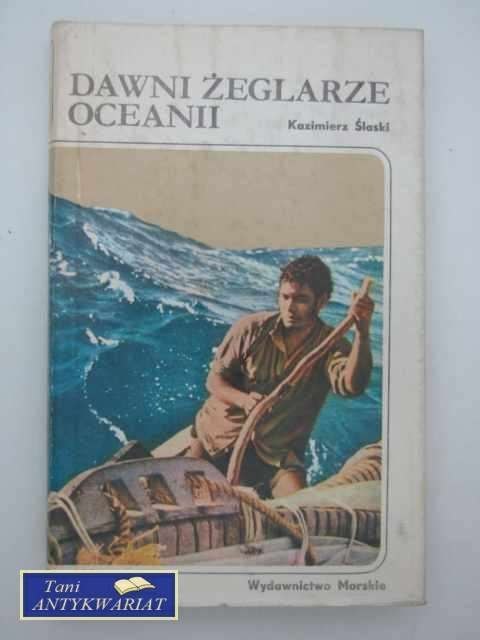 DAWNI ŻEGLARZE
OCEANII
Kazimierz Ślaski
Wydawnictwo Morskie
Tani
ANTYKWARIAT